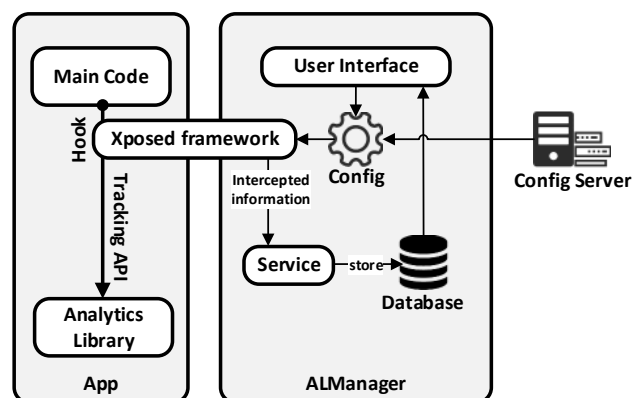 Main Code
User Interface
Hook
Xposed framework
Config
Config Server
Intercepted
information
Tracking API
Service
store
Database
Analytics
Library
App
ALManager